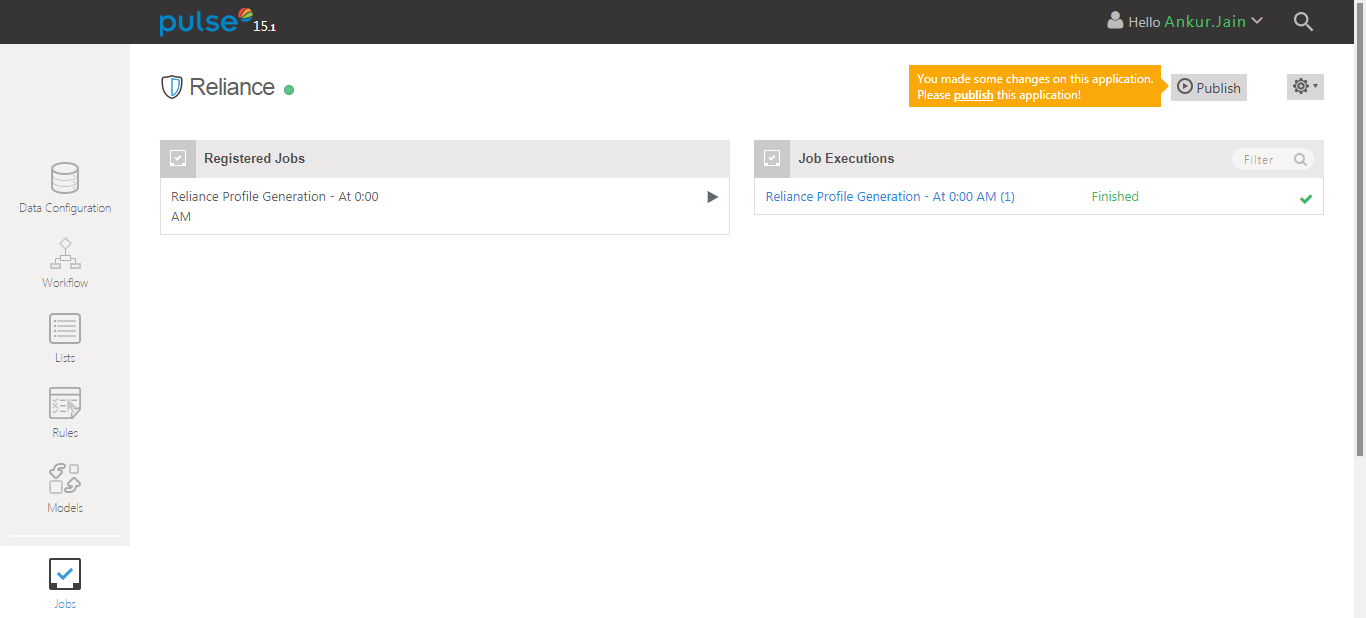 pulse 15.1
Hello Ankur.Jain
Reliance
You made some changes on this application.
Please publish this application!
Publish
Data Configuration
Workflow
Lists
Rules
Models
Jobs
Registered Jobs
Reliance Profile Generation - At 0:00
AM
Job Executions
Filter
Reliance Profile Generation - At 0:00 AM (1)
Finished